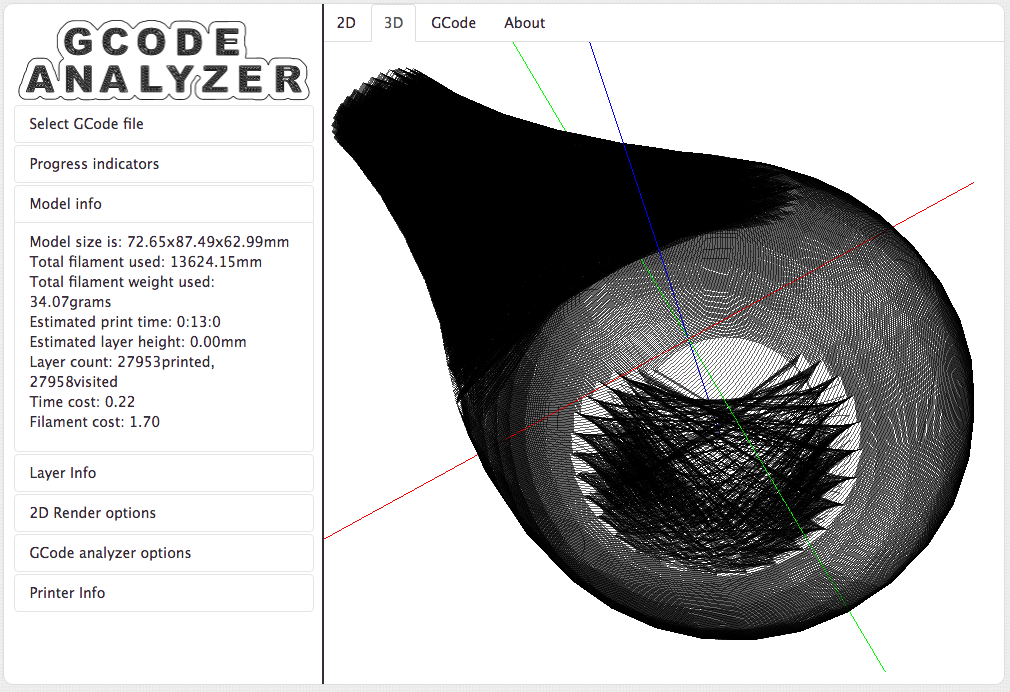 GCODE
ANALYZER
Select GCode file
Progress indicators
Model info
Model size is: 72.65x87.49x62.99mm
Total filament used: 13624.15mm
Total filament weight used:
34.07grams
Estimated print time: 0:13:0
Estimated layer height: 0.00mm
Layer count: 27953printed,
27958visited
Time cost: 0.22
Filament cost: 1.70
Layer Info
2D Render options
GCode analyzer options
Printer Info
2D 3D GCode About